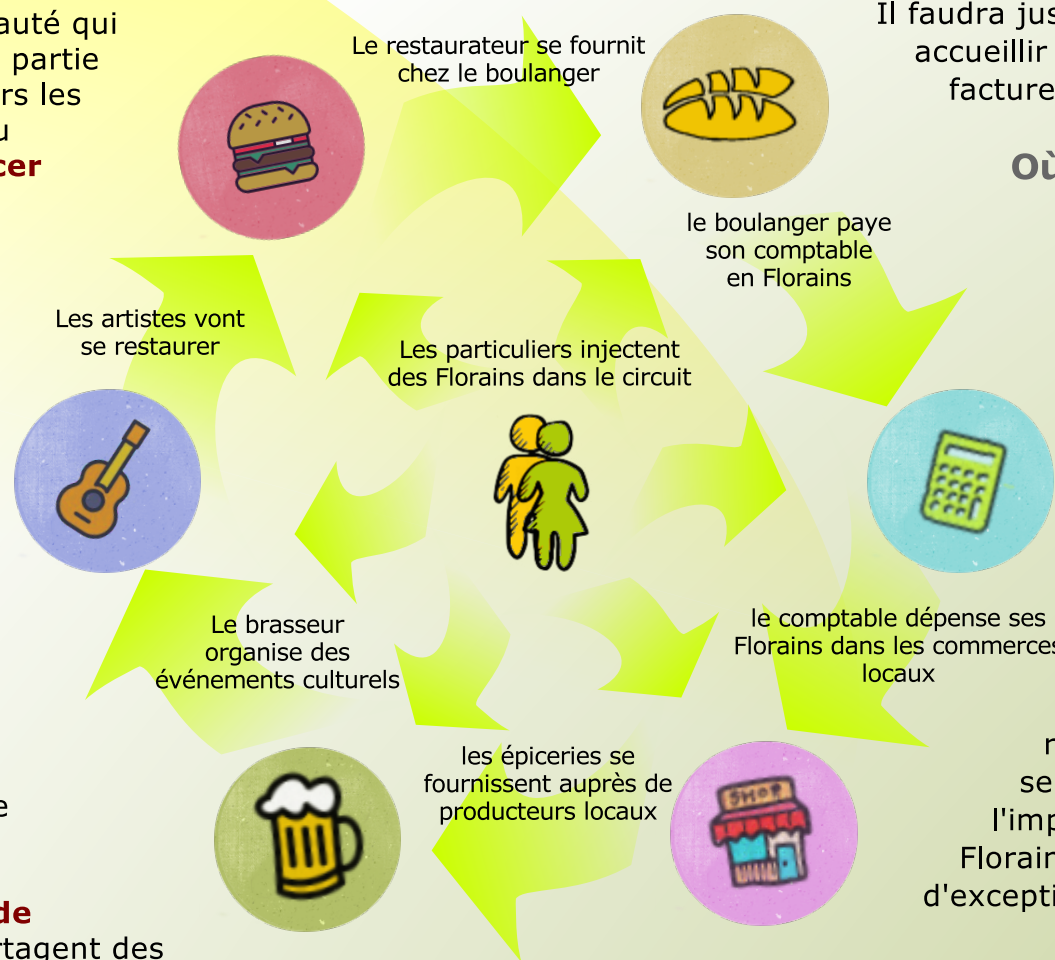 auté qui
partie
rs les
u
cer
Le restaurateur se fournit
chez le boulanger
Il faudra jus
accueillir
facture
Où
le boulanger paye
son comptable
en Florains
Les artistes vont
se restaurer
Les particuliers injectent
des Florains dans le circuit
Le brasseur
organise des
événements culturels
le comptable dépense ses
Florains dans les commerces
locaux
les épiceries se
fournissent auprès de
producteurs locaux
SHOP
e
de
rtagent des
r
se
l'imp
Florain
d'excepti